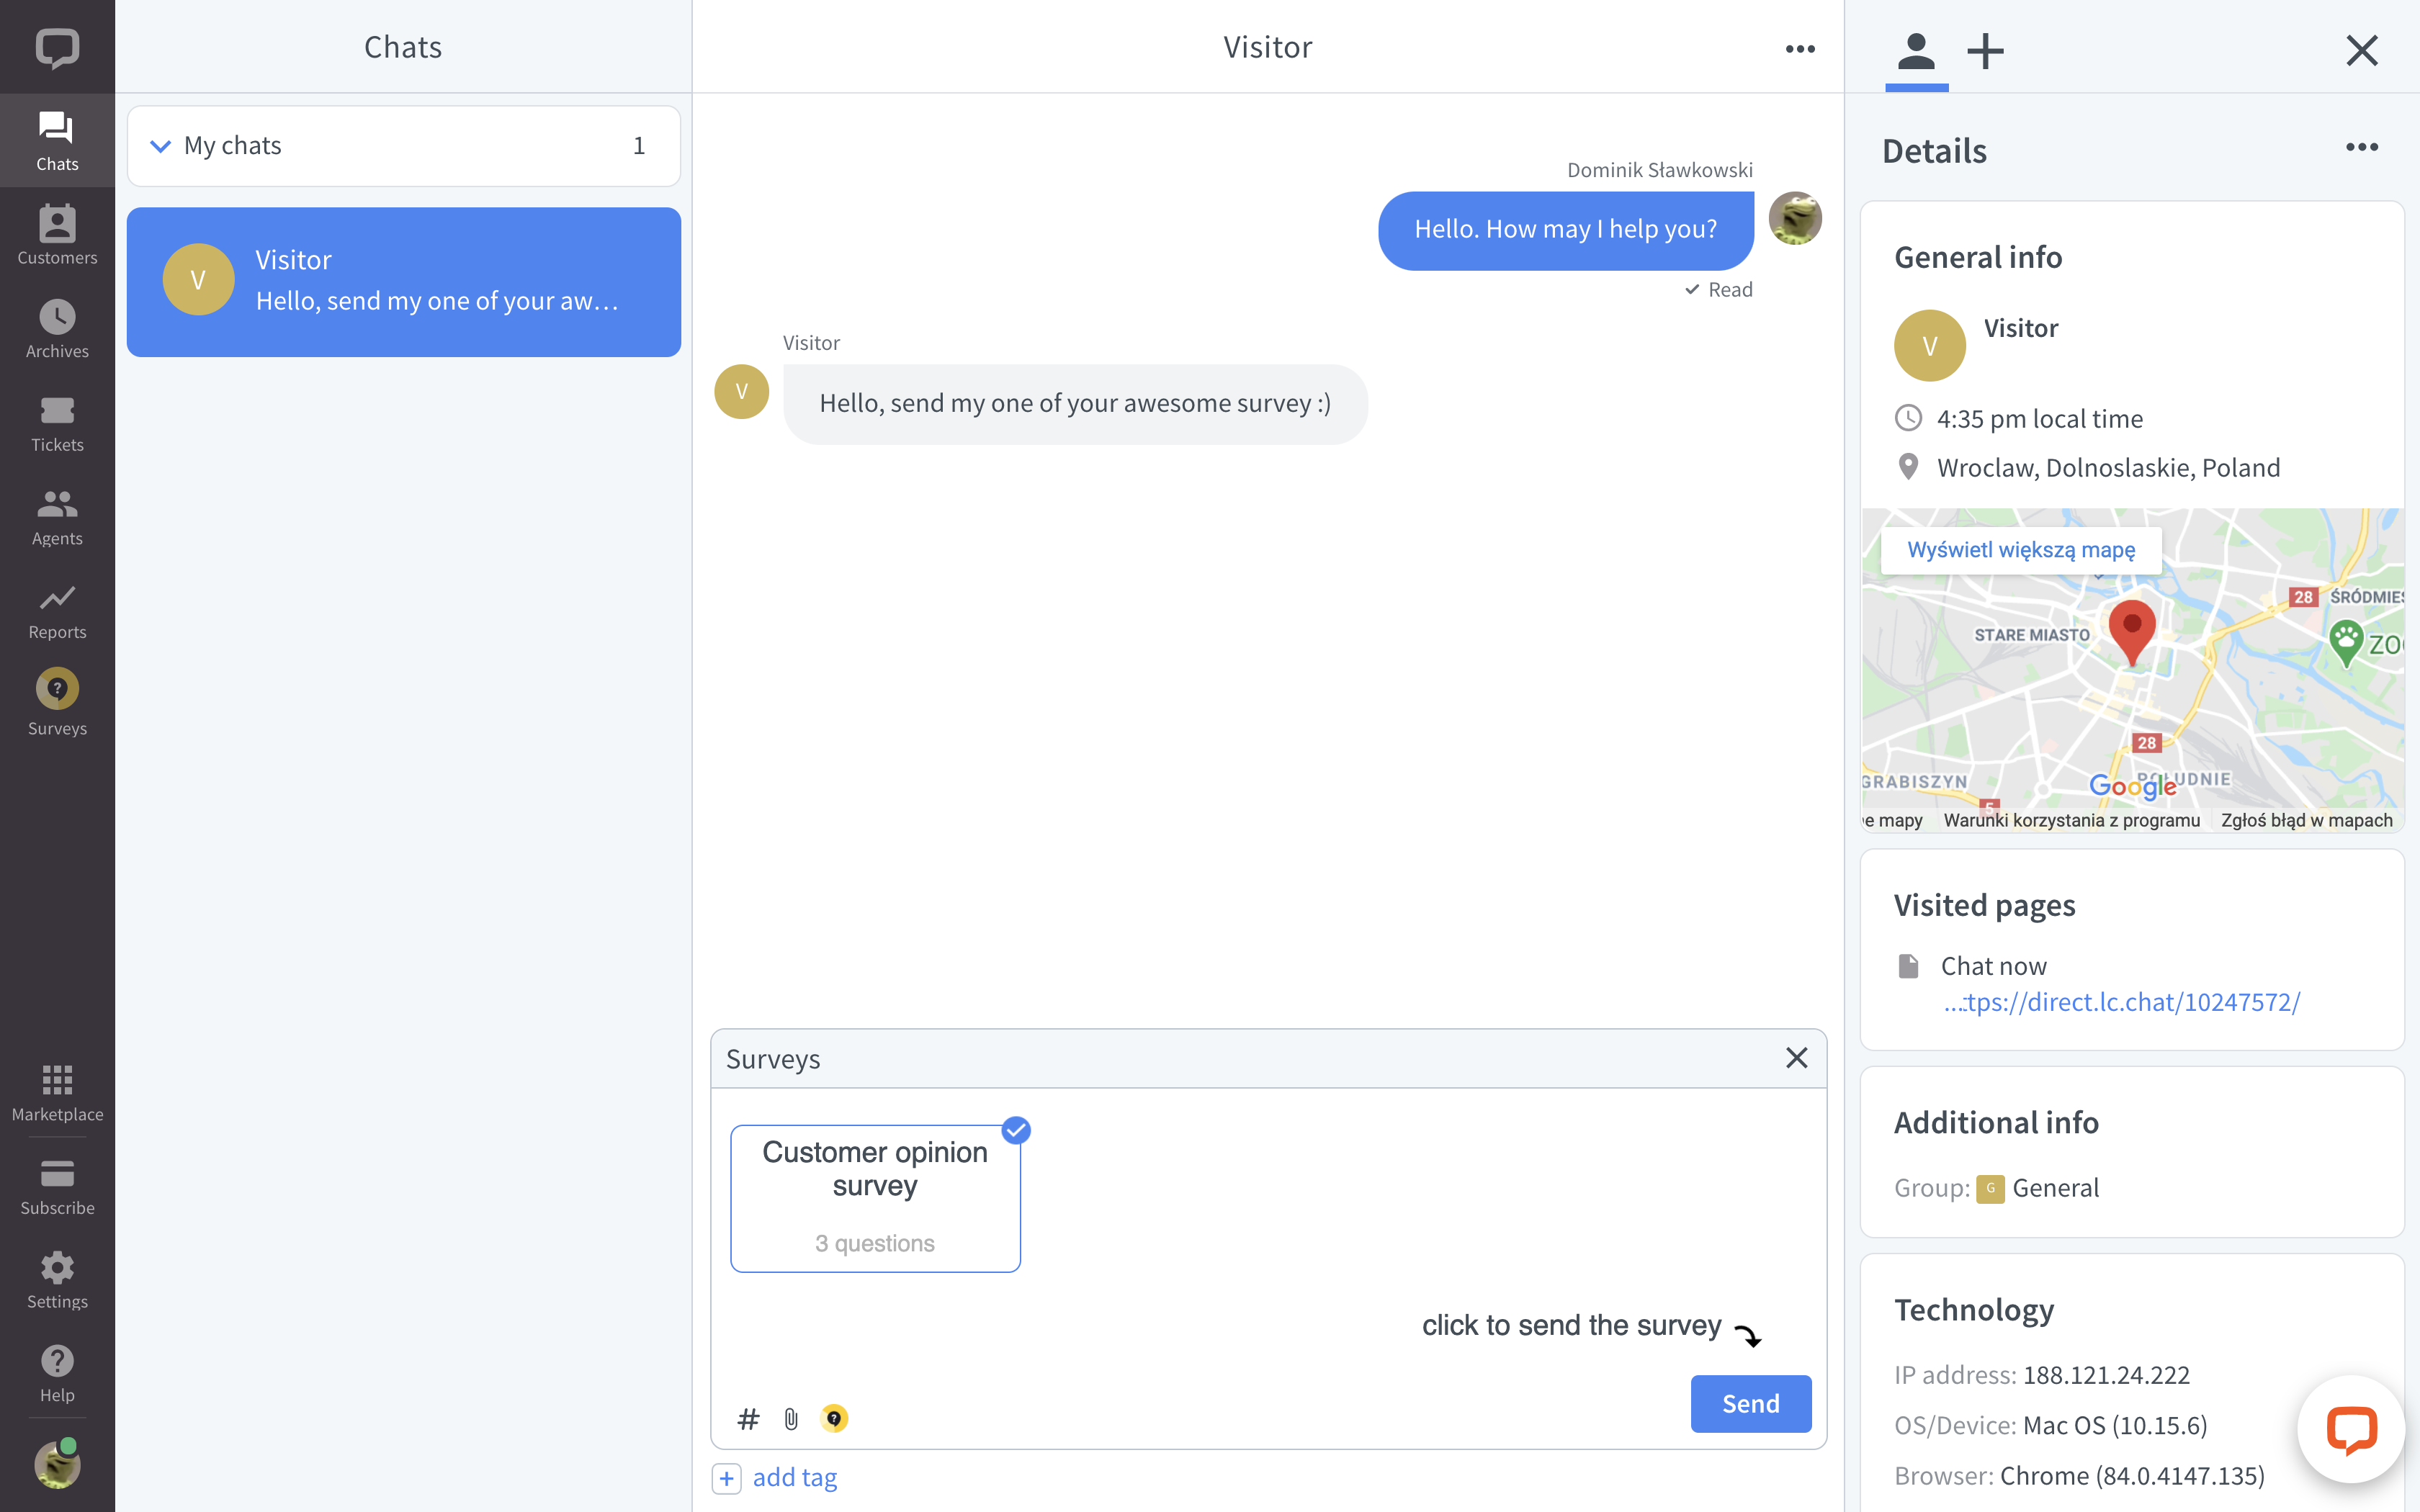 Chats
Customers
Archives
Tickets
Agents
Reports
?
Surveys
Marketplace
Subscribe
Settings
?
Help
Chats
My chats 1
V
Visitor
Hello, send my one of your aw...
Visitor
Dominik Sławkowski
Hello. How may I help you?
Read
Visitor
V
Hello, send my one of your awesome survey :)
Surveys
Customer opinion
survey
3 questions
click to send the survey
#
?
Send
+ add tag
Details
General info
V
Visitor
4:35 pm local time
Wroclaw, Dolnoslaskie, Poland
Wyświetl większą mapę
28
STARE MIASTO
28
GRABISZYN
Google
5
e mapy Warunki korzystania z programu Zgłoś błąd w mapach
Visited pages
Chat now
...tps://direct.lc.chat/10247572/
Additional info
Group: G General
Technology
IP address: 188.121.24.222
OS/Device: Mac OS (10.15.6)
Browser: Chrome (84.0.4147.135)